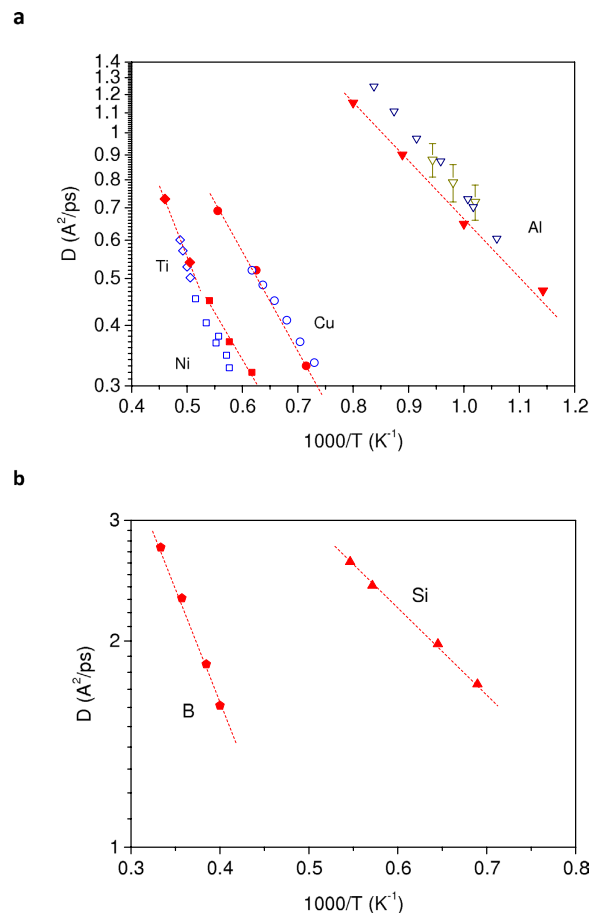 a
1.4
1.3
1.2
1.1
1
0.9
0.8
0.7
0.6
0.5
0.4
0.3
D (A²/ps)
Ti
Ni
Cu
Al
0.4 0.5 0.6 0.7 0.8 0.9 1.0 1.1 1.2
1000/T (K⁻¹)
b
3
2
1
D (A²/ps)
B
Si
0.3 0.4 0.5 0.6 0.7 0.8
1000/T (K⁻¹)